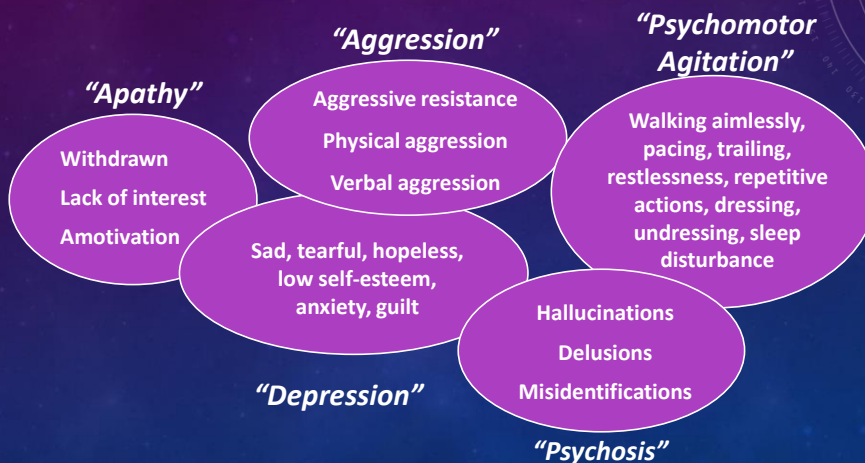 “Apathy”
Withdrawn
Lack of interest
Amotivation
“Aggression”
Aggressive resistance
Physical aggression
Verbal aggression
“Psychomotor
Agitation”
Walking aimlessly,
pacing, trailing,
restlessness, repetitive
actions, dressing,
undressing, sleep
disturbance
Sad, tearful, hopeless,
low self-esteem,
anxiety, guilt
“Depression”
Hallucinations
Delusions
Misidentifications
“Psychosis”